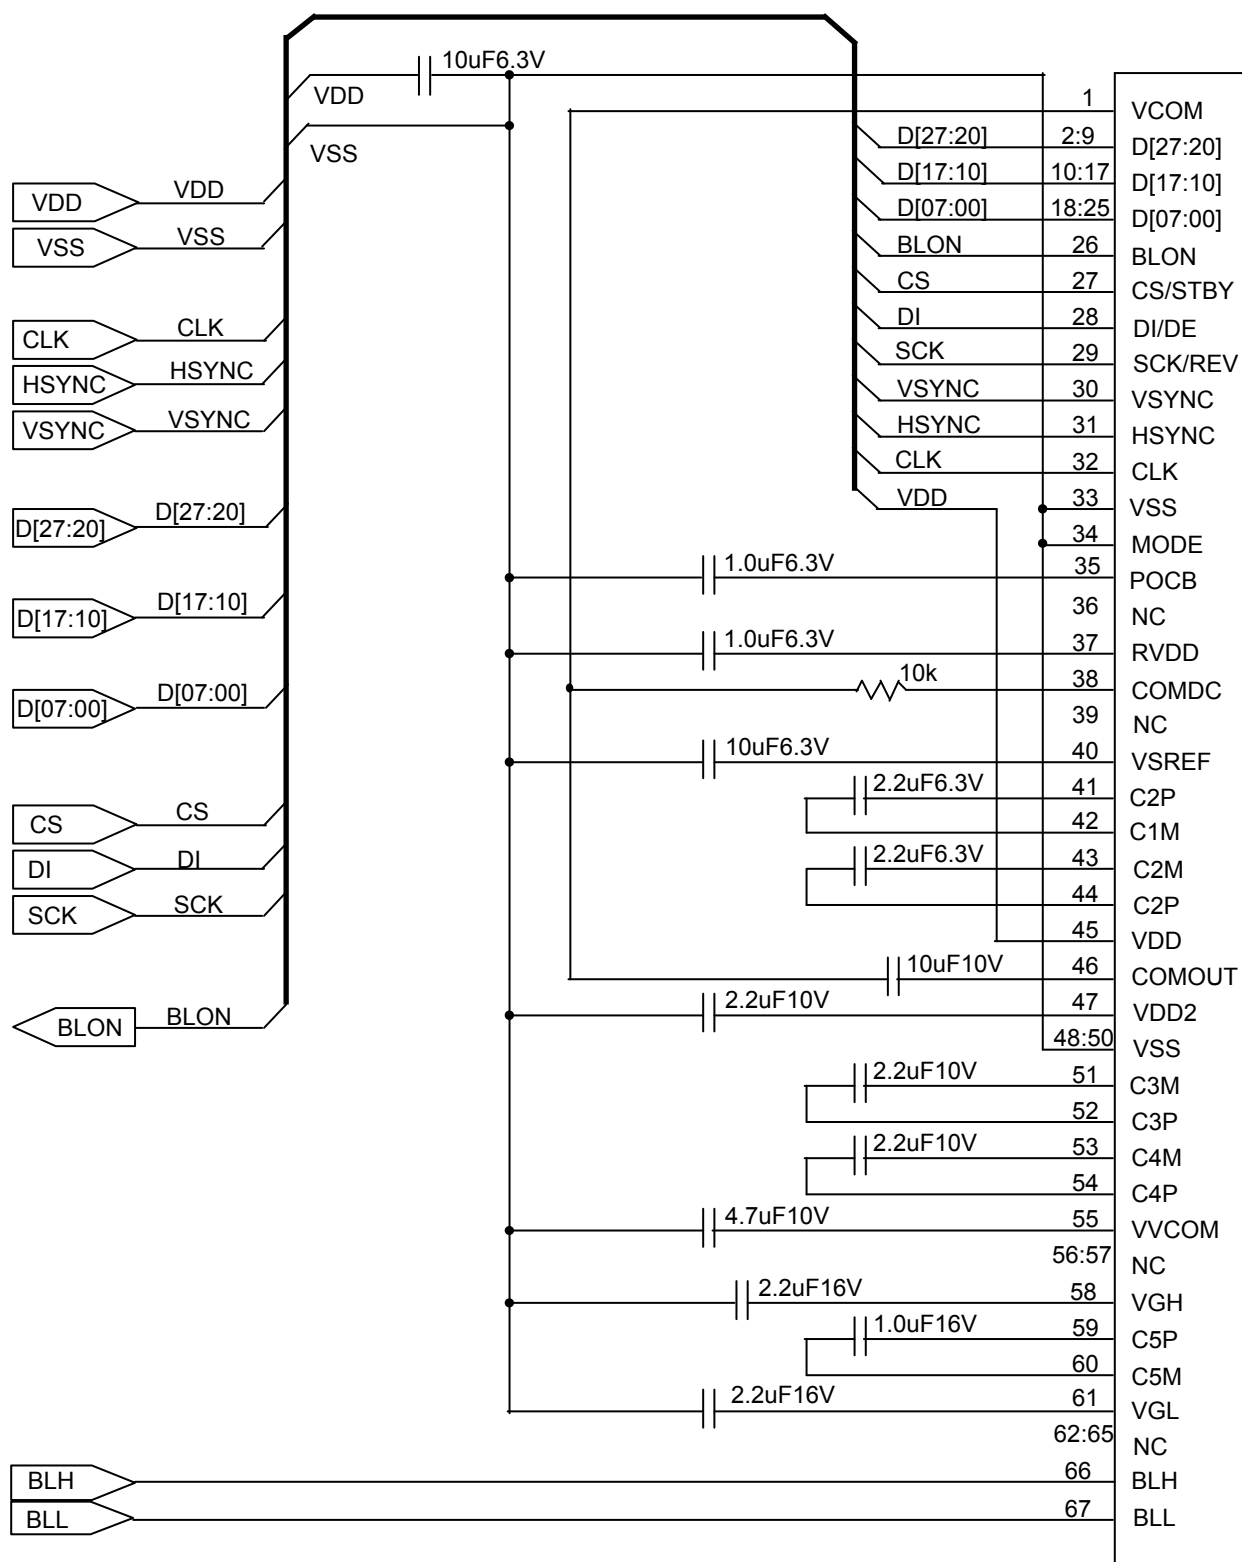 10uF6.3V
VDD
VSS
VDD VDD
VSS VSS
CLK CLK
HSYNC HSYNC
VSYNC VSYNC
D[27:20] D[27:20]
D[17:10] D[17:10]
D[07:00] D[07:00]
CS CS
DI DI
SCK SCK
BLON BLON
1 VCOM
D[27:20] 2:9 D[27:20]
D[17:10] 10:17 D[17:10]
D[07:00] 18:25 D[07:00]
BLON 26 BLON
CS 27 CS/STBY
DI 28 DI/DE
SCK 29 SCK/REV
VSYNC 30 VSYNC
HSYNC 31 HSYNC
CLK 32 CLK
VDD 33 VSS
34 MODE
1.0uF6.3V 35 POCB
36 NC
1.0uF6.3V 37 RVDD
10k 38 COMDC
39 NC
10uF6.3V 40 VSREF
2.2uF6.3V 41 C2P
42 C1M
2.2uF6.3V 43 C2M
44 C2P
45 VDD
10uF10V 46 COMOUT
2.2uF10V 47 VDD2
48:50 VSS
2.2uF10V 51 C3M
52 C3P
2.2uF10V 53 C4M
54 C4P
4.7uF10V 55 VVCOM
56:57 NC
2.2uF16V 58 VGH
1.0uF16V 59 C5P
60 C5M
2.2uF16V 61 VGL
62:65 NC
BLH 66 BLH
BLL 67 BLL